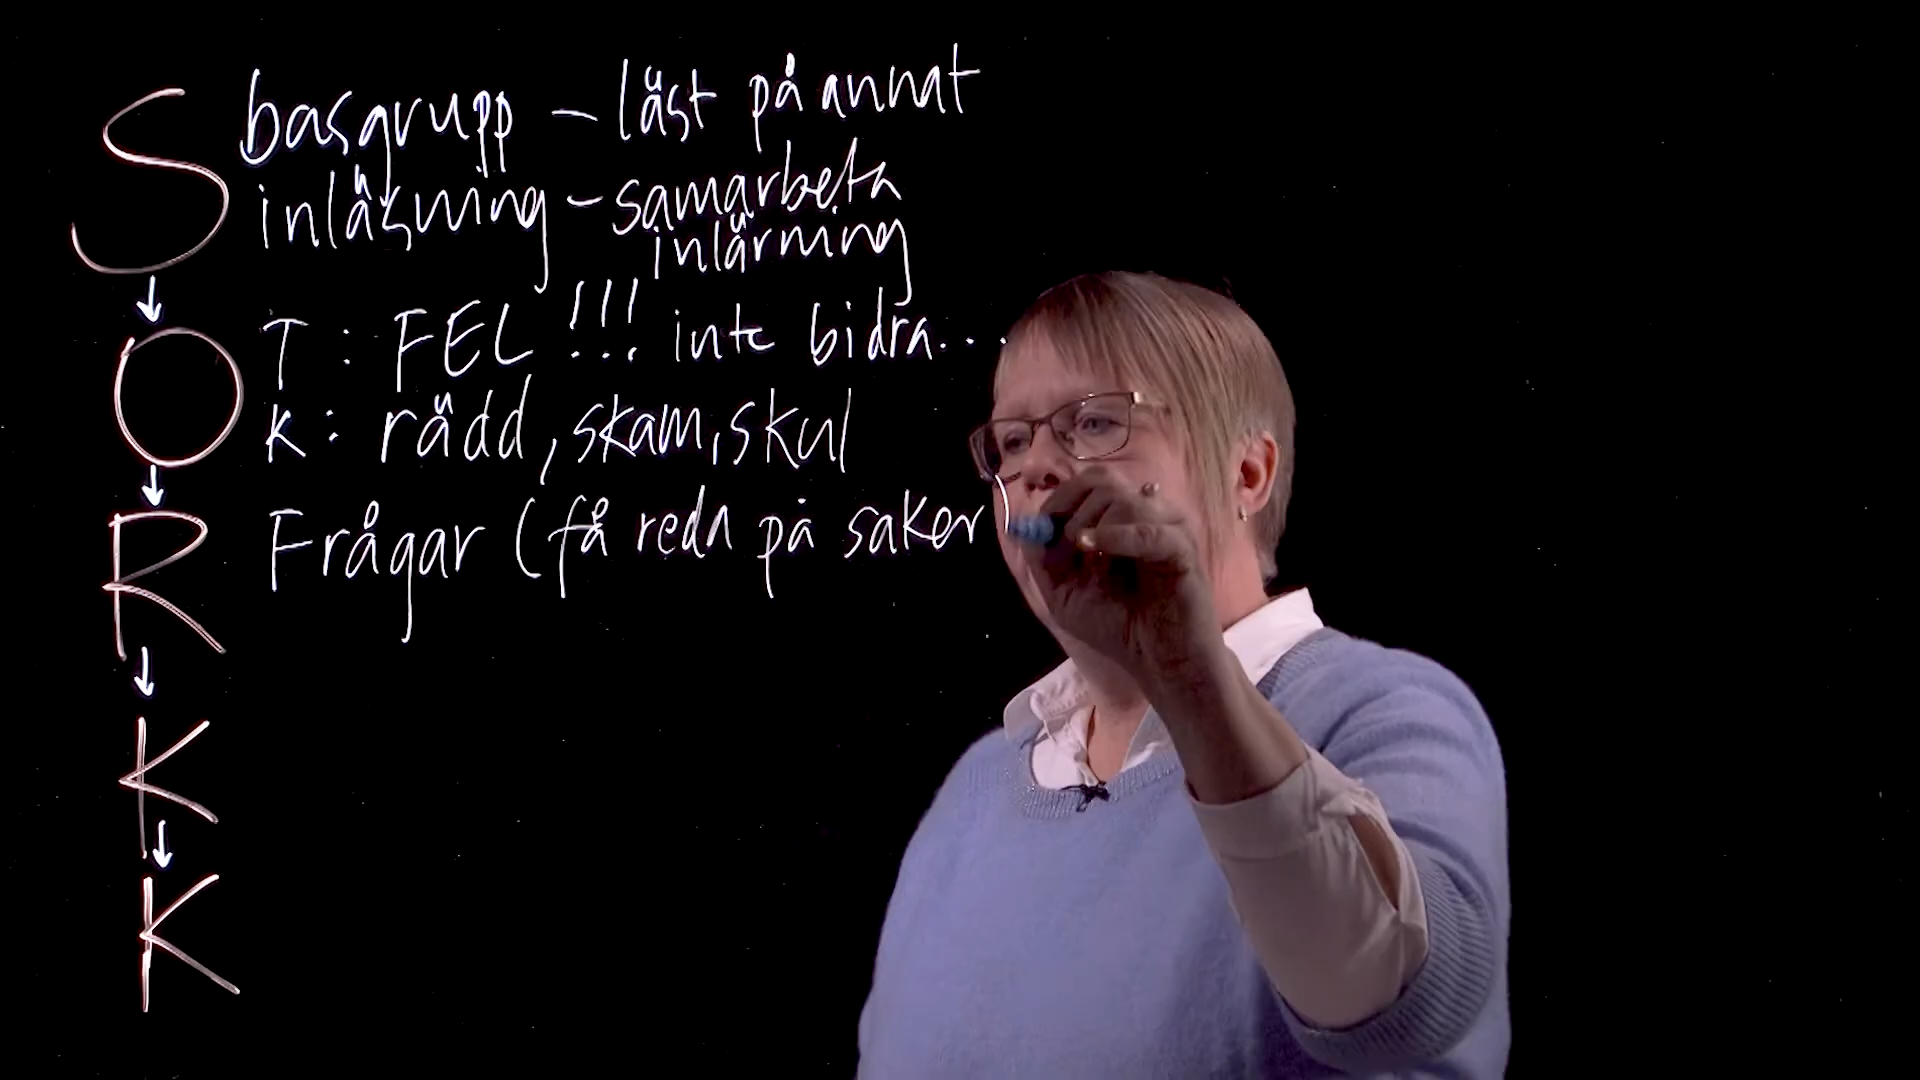 S basgrupp - läst på annat
inläsning - samarbeta
inlärning
O T: FEL!!! inte bidra...
K: rädd, skam, skul
R Frågar (få reda på saker)
K
K